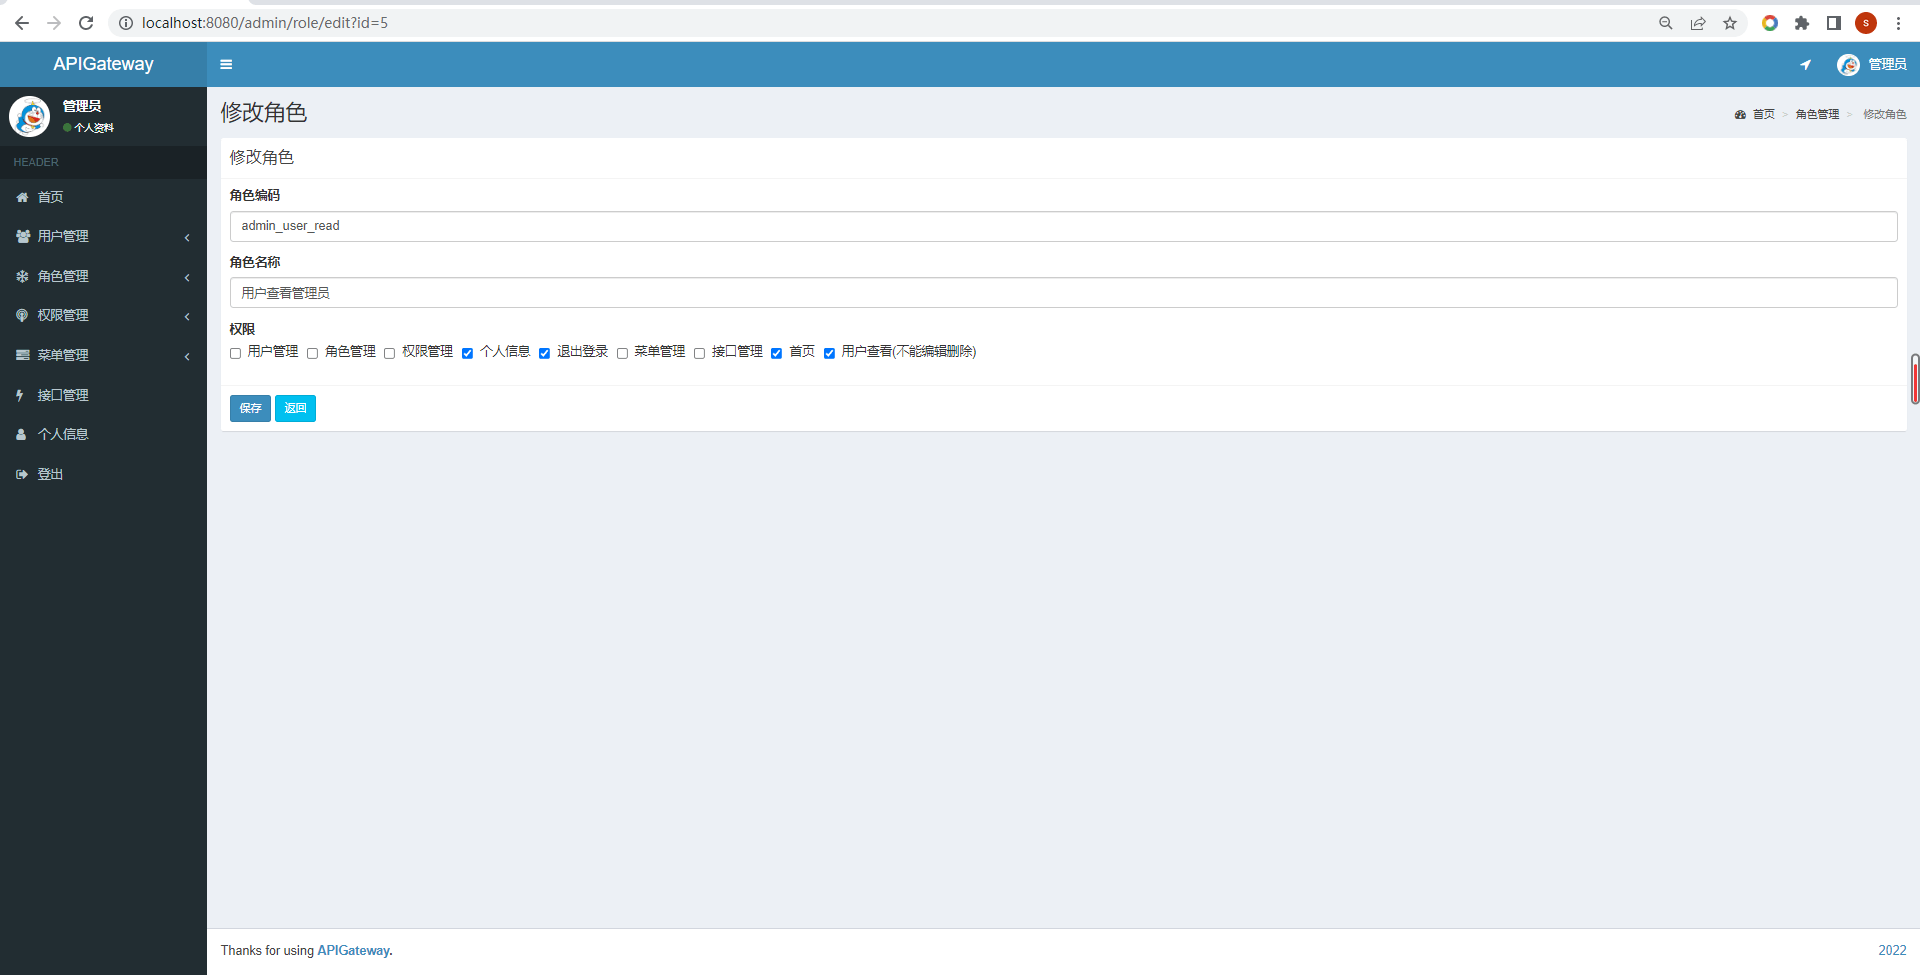 localhost:8080/admin/role/edit?id=5
S
APIGateway
管理员
管理员
个人资料
HEADER
首页
用户管理
角色管理
权限管理
菜单管理
接口管理
个人信息
登出
修改角色
首页 > 角色管理 > 修改角色
修改角色
角色编码
admin_user_read
角色名称
用户查看管理员
权限
用户管理 角色管理 权限管理 个人信息 退出登录 菜单管理 接口管理 首页 用户查看(不能编辑删除)
保存 返回
Thanks for using APIGateway.
2022